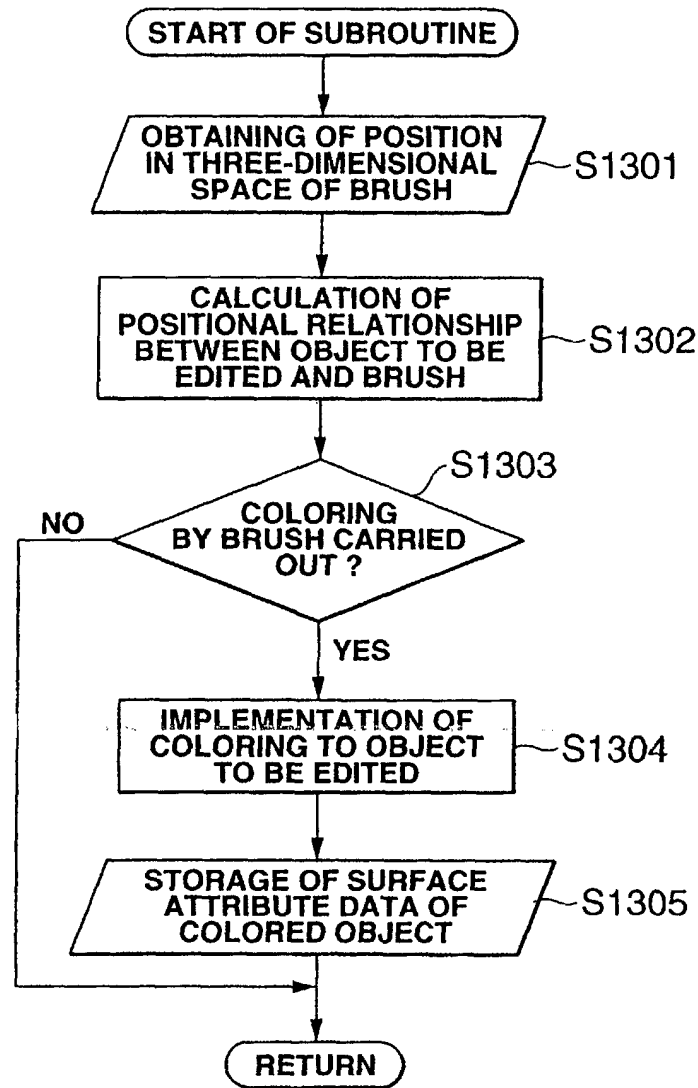 START OF SUBROUTINE
OBTAINING OF POSITION
IN THREE-DIMENSIONAL
SPACE OF BRUSH
S1301
CALCULATION OF
POSITIONAL RELATIONSHIP
BETWEEN OBJECT TO BE
EDITED AND BRUSH
S1302
S1303
COLORING
BY BRUSH CARRIED
OUT ?
NO
YES
IMPLEMENTATION OF
COLORING TO OBJECT
TO BE EDITED
S1304
STORAGE OF SURFACE
ATTRIBUTE DATA OF
COLORED OBJECT
S1305
RETURN